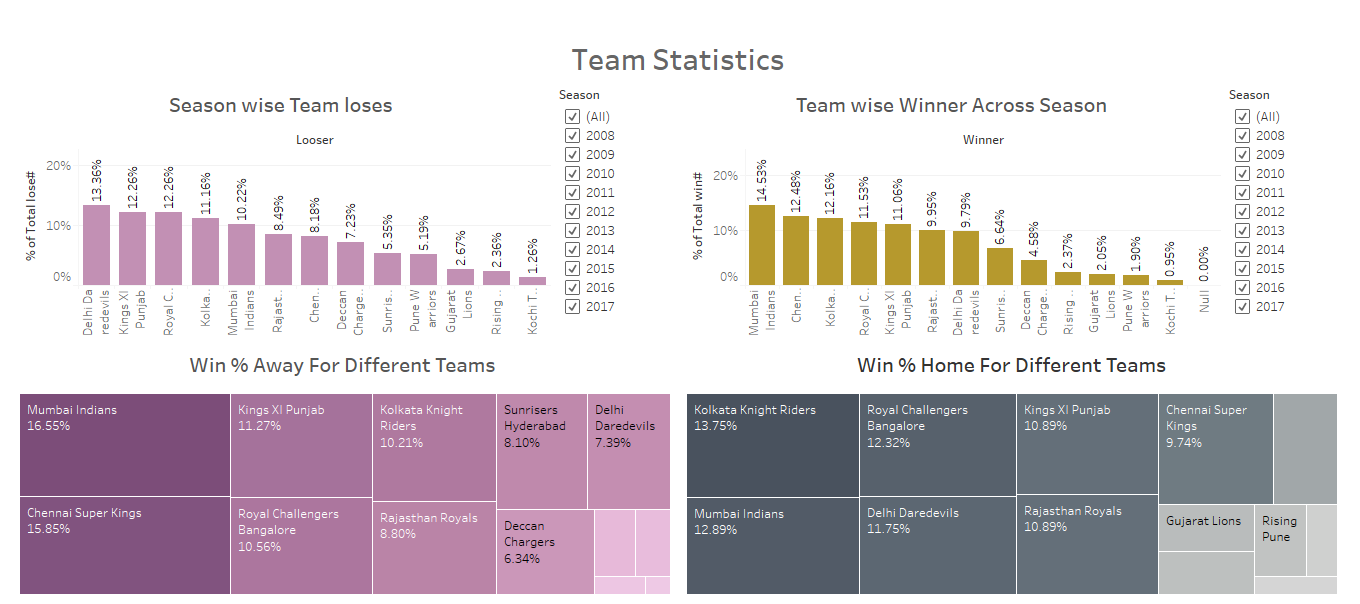 Team Statistics
Season wise Team loses
Looser
% of Total lose#
20%
10%
0%
13.36%
12.26%
12.26%
11.16%
10.22%
8.49%
8.18%
7.23%
5.35%
5.19%
2.67%
2.36%
1.26%
Delhi Da
redevils
Kings XI
Punjab
Royal C..
Kolka..
Mumbai
Indians
Rajast..
Chen..
Deccan
Charge..
Sunris..
Pune W
arriors
Gujarat
Lions
Rising ..
Kochi T..
Season
(All)
2008
2009
2010
2011
2012
2013
2014
2015
2016
2017
Team wise Winner Across Season
Winner
% of Total win#
20%
10%
0%
14.53%
12.48%
12.16%
11.53%
11.06%
9.95%
9.79%
6.64%
4.58%
2.37%
2.05%
1.90%
0.95%
0.00%
Mumbai
Indians
Chen..
Kolka..
Royal C..
Kings XI
Punjab
Rajast..
Delhi Da
redevils
Sunris..
Deccan
Charge..
Rising ..
Gujarat
Lions
Pune W
arriors
Kochi T..
Null
Season
(All)
2008
2009
2010
2011
2012
2013
2014
2015
2016
2017
Win % Away For Different Teams
Mumbai Indians
16.55%
Chennai Super Kings
15.85%
Kings XI Punjab
11.27%
Royal Challengers
Bangalore
10.56%
Kolkata Knight
Riders
10.21%
Rajasthan Royals
8.80%
Sunrisers
Hyderabad
8.10%
Delhi
Daredevils
7.39%
Deccan
Chargers
6.34%
Win % Home For Different Teams
Kolkata Knight Riders
13.75%
Mumbai Indians
12.89%
Royal Challengers
Bangalore
12.32%
Delhi Daredevils
11.75%
Kings XI Punjab
10.89%
Rajasthan Royals
10.89%
Chennai Super
Kings
9.74%
Gujarat Lions
Rising
Pune